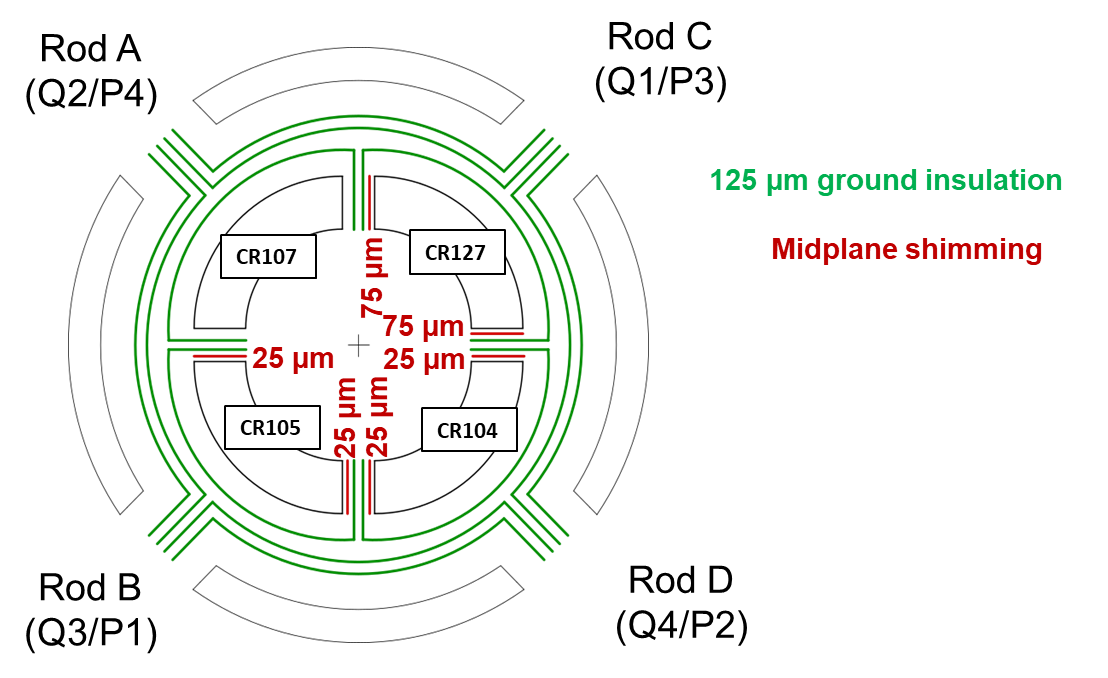 Rod A
(Q2/P4)
Rod C
(Q1/P3)
125 µm ground insulation
Midplane shimming
CR107
CR127
75 µm
75 µm
25 µm
25 µm
25 µm
25 µm
CR105
CR104
Rod B
(Q3/P1)
Rod D
(Q4/P2)